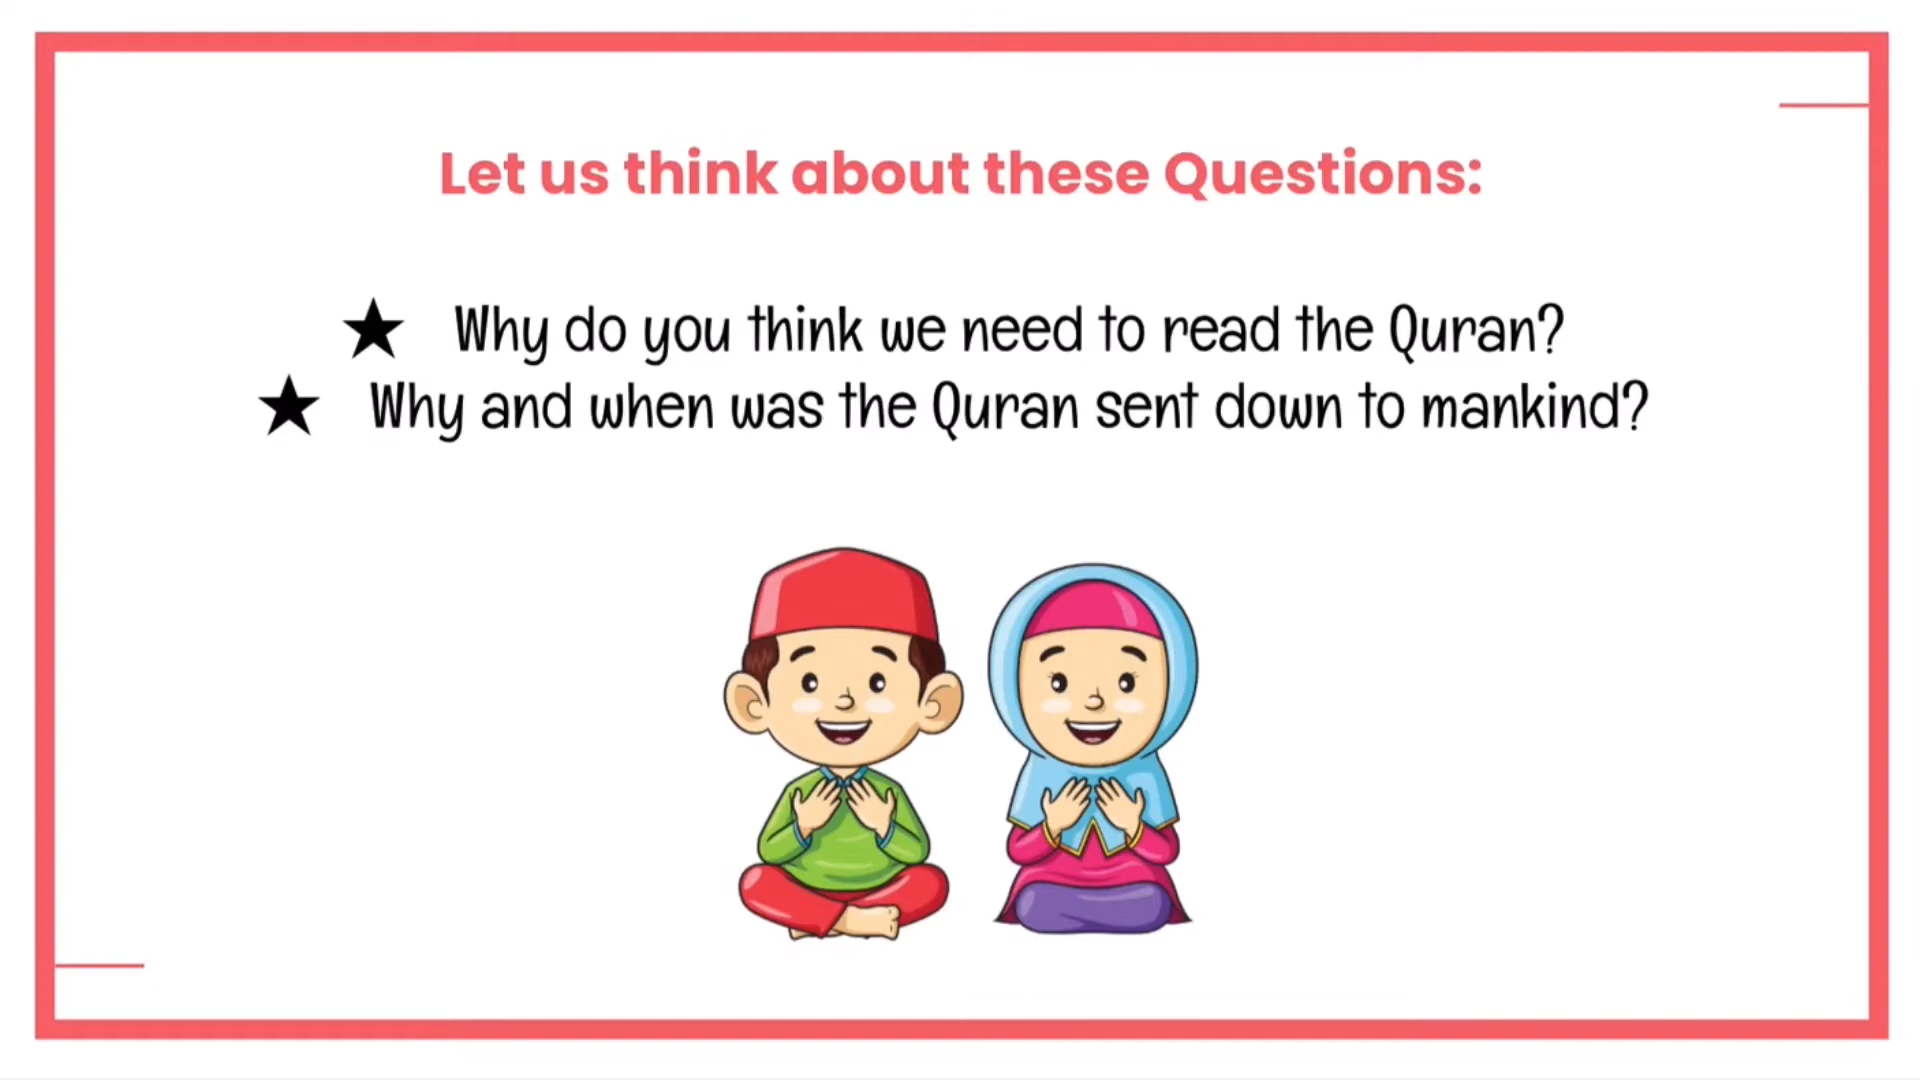 Let us think about these Questions:
★ Why do you think we need to read the Quran?
★ Why and when was the Quran sent down to mankind?